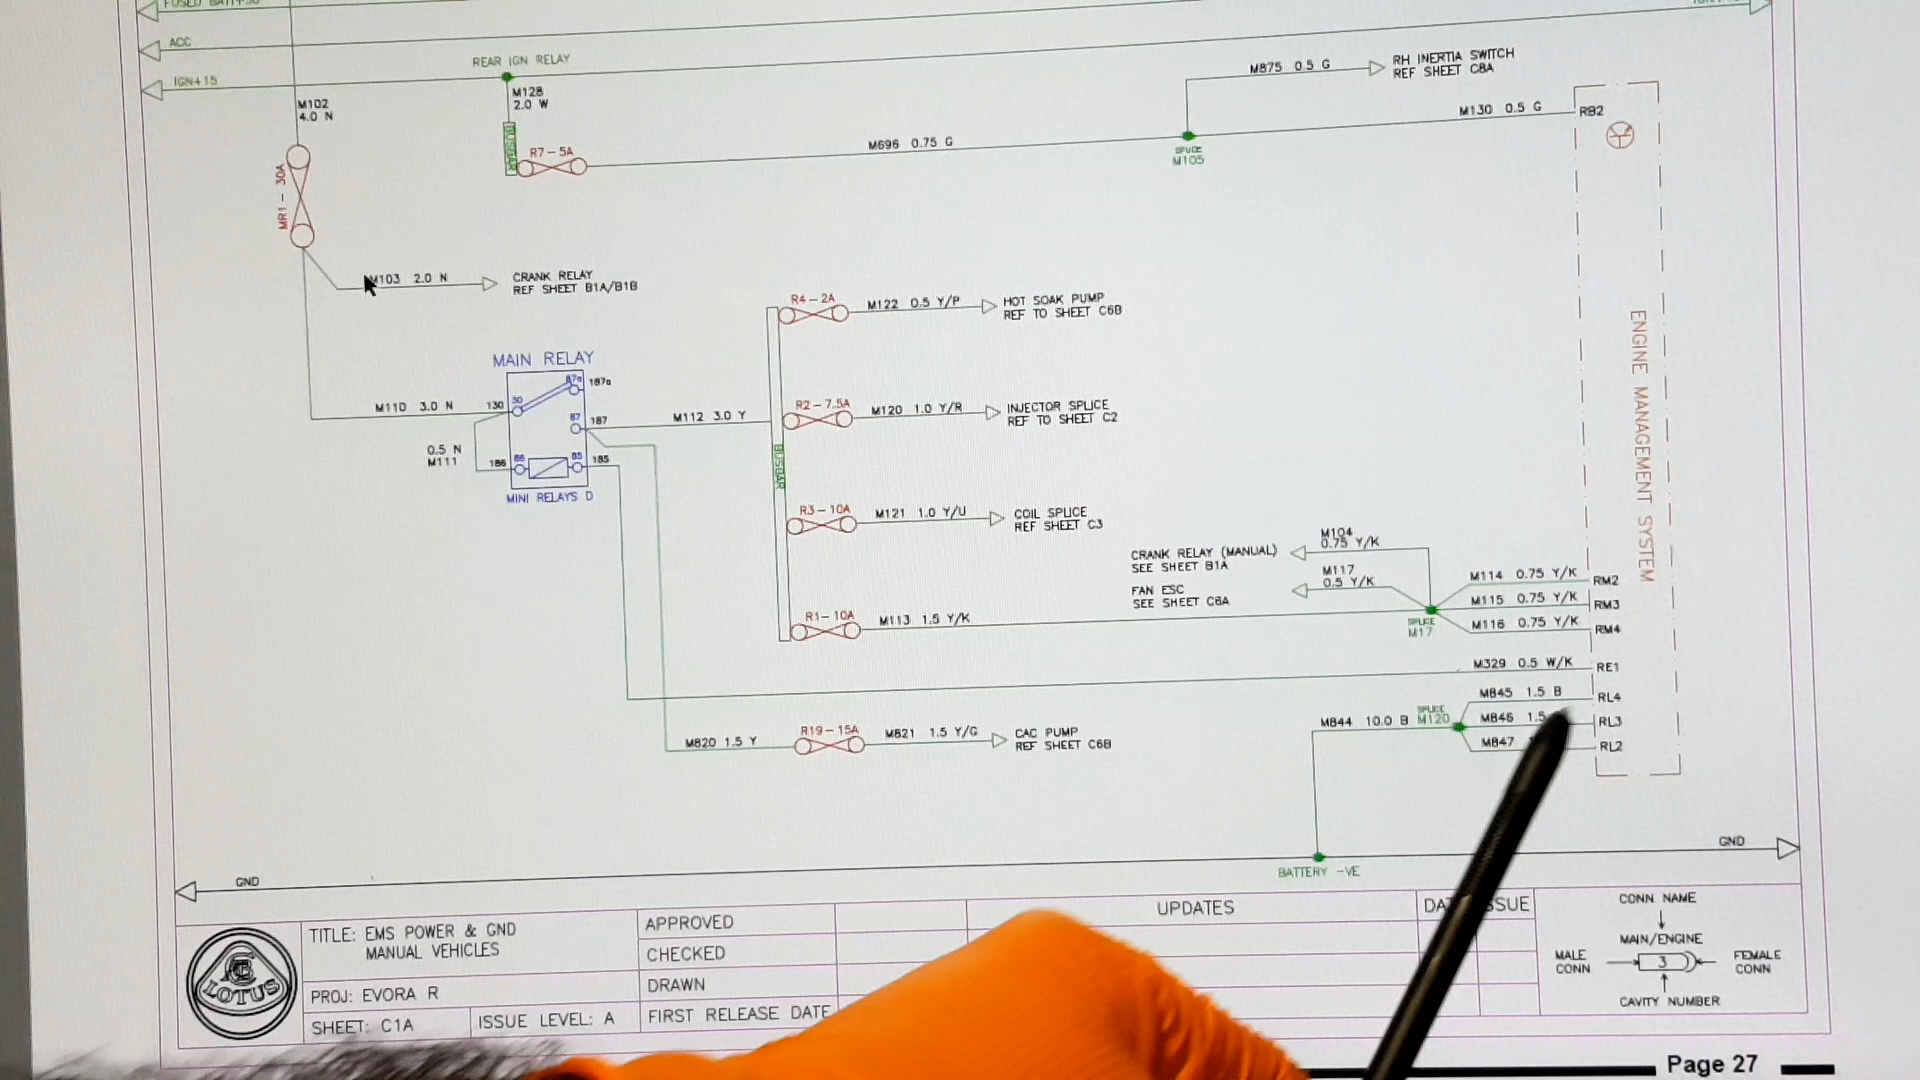 ACC
IGN+15
REAR IGN RELAY
M102
4.0 N
M128
2.0 W
BUSBAR
R7-5A
MR1-30A
M696 0.75 G
M875 0.5 G
RH INERTIA SWITCH
REF SHEET C8A
SPLICE
M105
M130 0.5 G
RB2
M103 2.0 N
CRANK RELAY
REF SHEET B1A/B1B
MAIN RELAY
M110 3.0 N
130
30
87a
187a
87
187
0.5 N
M111
186
86
85
185
MINI RELAYS D
M112 3.0 Y
BUSBAR
R4-2A
M122 0.5 Y/P
HOT SOAK PUMP
REF TO SHEET C6B
R2-7.5A
M120 1.0 Y/R
INJECTOR SPLICE
REF TO SHEET C2
R3-10A
M121 1.0 Y/U
COIL SPLICE
REF SHEET C3
R1-10A
M113 1.5 Y/K
M104
0.75 Y/K
CRANK RELAY (MANUAL)
SEE SHEET B1A
M117
0.5 Y/K
FAN ESC
SEE SHEET C8A
SPLICE
M17
M114 0.75 Y/K
RM2
M115 0.75 Y/K
RM3
M116 0.75 Y/K
RM4
M329 0.5 W/K
RE1
M845 1.5 B
RL4
M846 1.5
RL3
M847
RL2
ENGINE MANAGEMENT SYSTEM
M844 10.0 B
SPLICE
M120
M820 1.5 Y
R19-15A
M821 1.5 Y/G
CAC PUMP
REF SHEET C6B
GND
BATTERY -VE
GND
LOTUS
TITLE: EMS POWER & GND
MANUAL VEHICLES
PROJ: EVORA R
SHEET: C1A
ISSUE LEVEL: A
APPROVED
CHECKED
DRAWN
FIRST RELEASE DATE
UPDATES
CONN NAME
MAIN/ENGINE
MALE
CONN
3
FEMALE
CONN
CAVITY NUMBER
Page 27